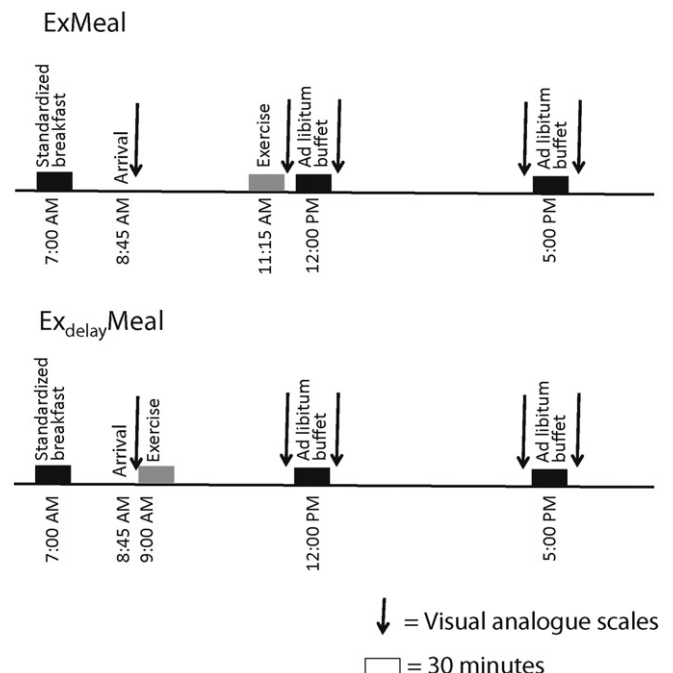 ExMeal
Standardized
breakfast
Arrival
Exercise
Ad libitum
buffet
Ad libitum
buffet
7:00 AM
8:45 AM
11:15 AM
12:00 PM
5:00 PM
ExdelayMeal
Standardized
breakfast
Arrival
Exercise
Ad libitum
buffet
Ad libitum
buffet
7:00 AM
8:45 AM
9:00 AM
12:00 PM
5:00 PM
= Visual analogue scales
= 30 minutes